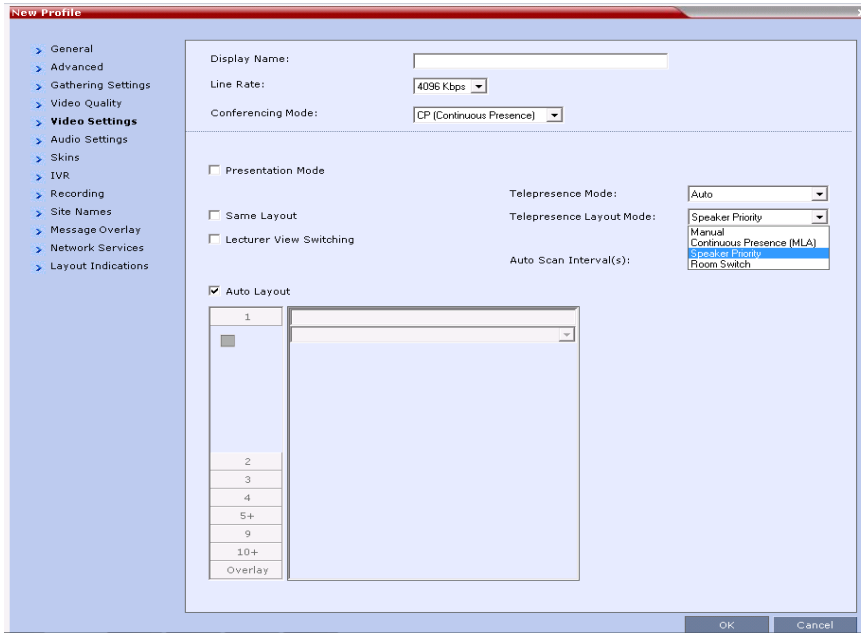 New Profile
General
Advanced
Gathering Settings
Video Quality
Video Settings
Audio Settings
Skins
IVR
Recording
Site Names
Message Overlay
Network Services
Layout Indications
Display Name:
Line Rate: 4096 Kbps
Conferencing Mode: CP (Continuous Presence)
Presentation Mode
Telepresence Mode: Auto
Same Layout
Telepresence Layout Mode: Speaker Priority
Manual
Continuous Presence (MLA)
Speaker Priority
Room Switch
Lecturer View Switching
Auto Scan Interval(s):
Auto Layout
1
2
3
4
5+
9
10+
Overlay
OK Cancel